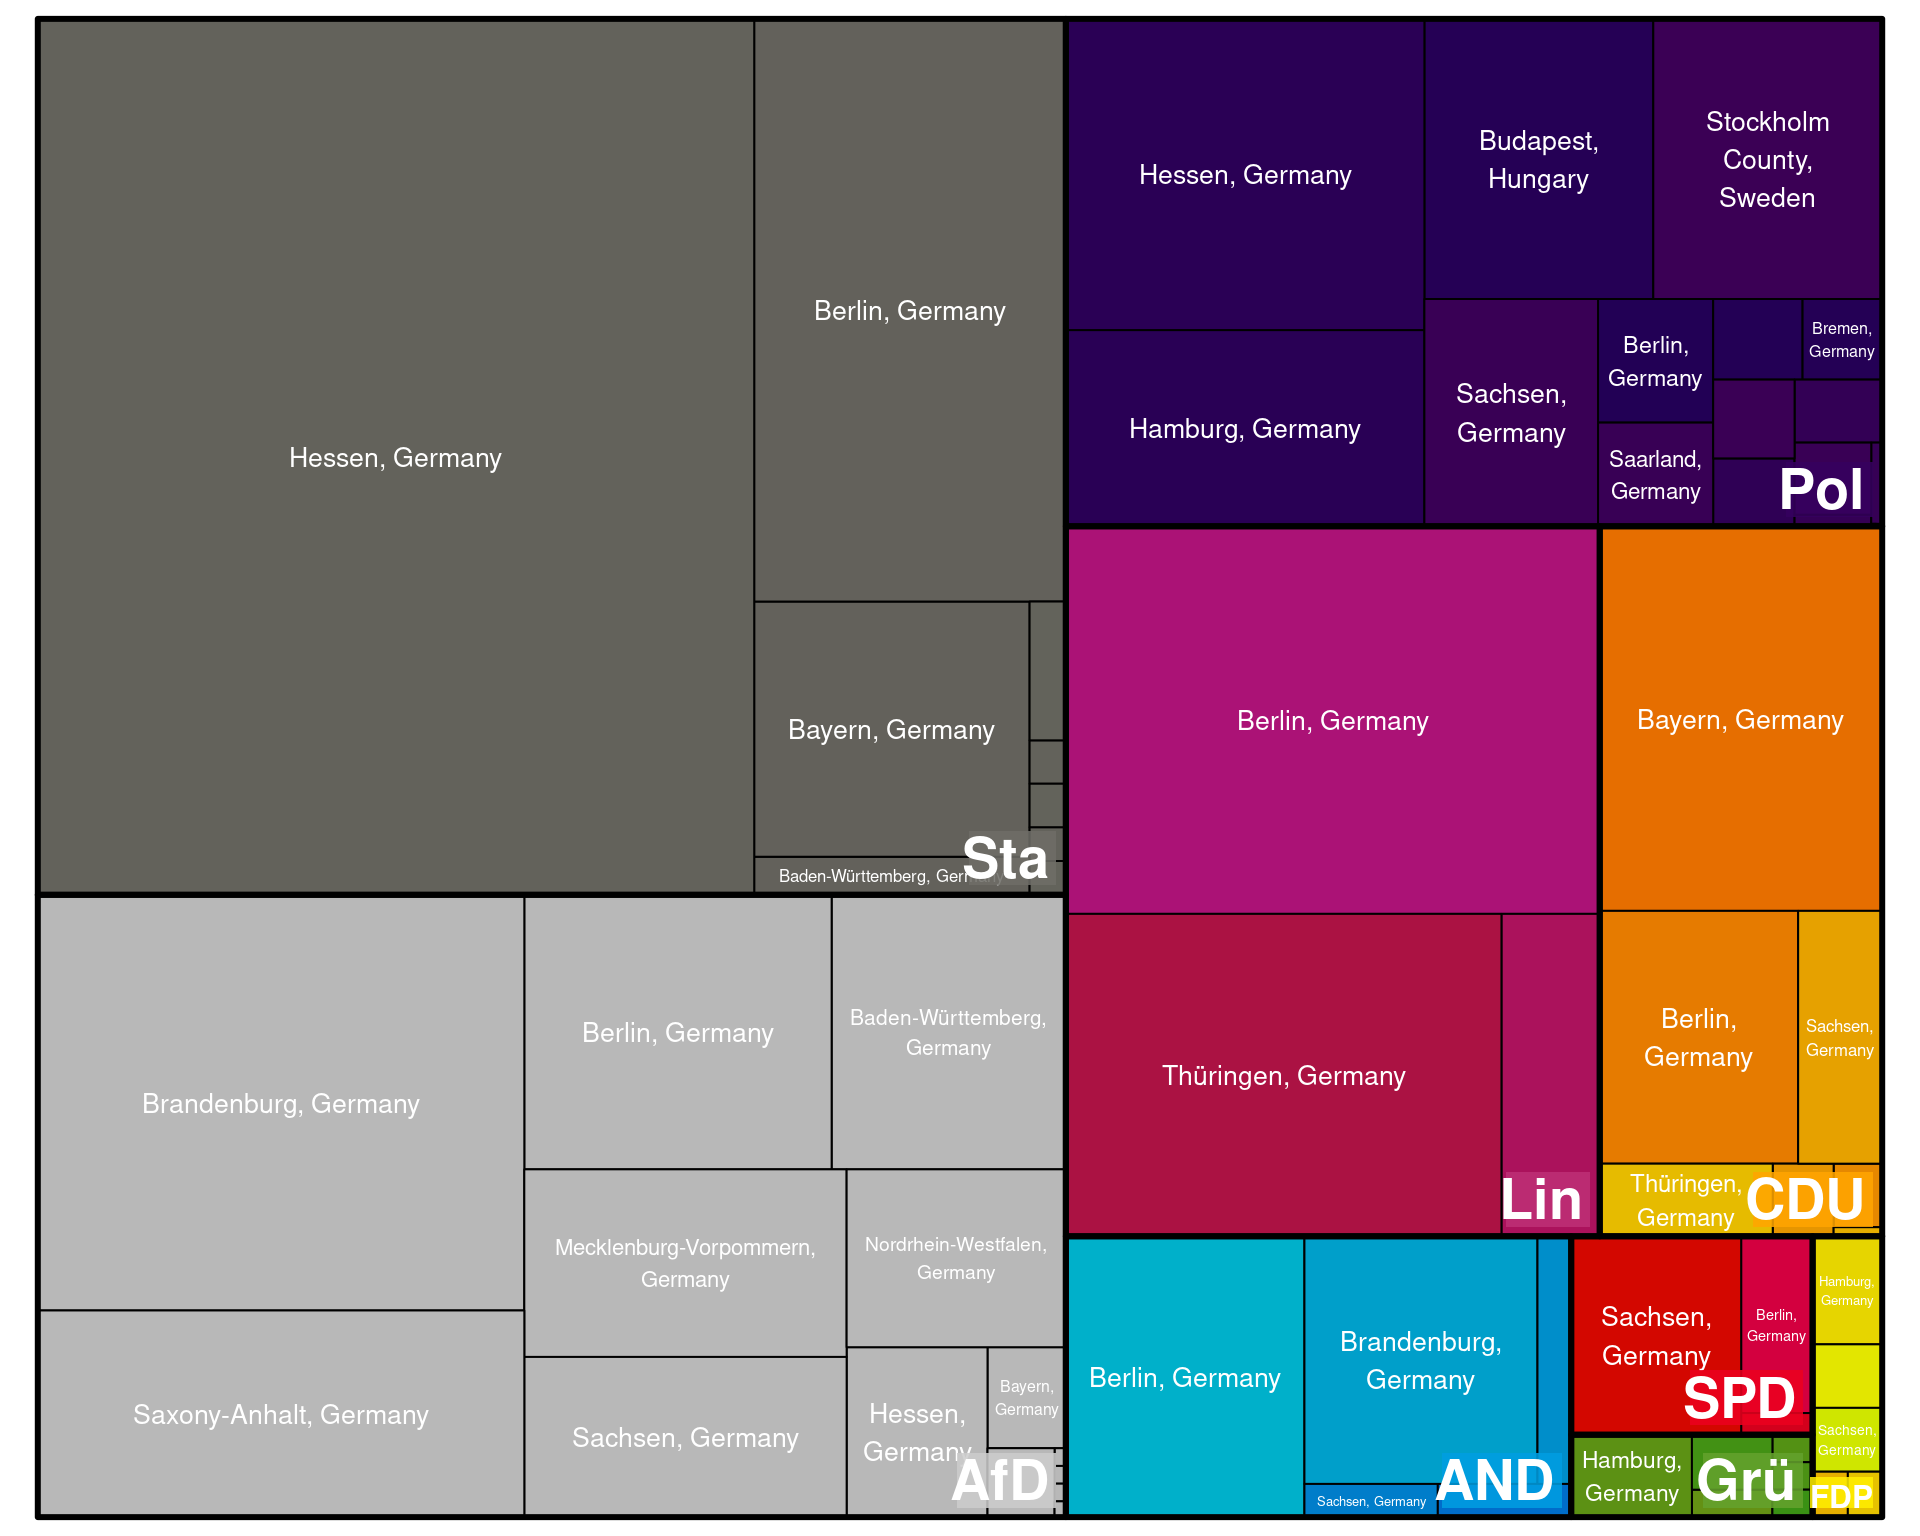 Hessen, Germany
Berlin, Germany
Bayern, Germany
Baden-Württemberg, Germany
Sta
Brandenburg, Germany
Saxony-Anhalt, Germany
Berlin, Germany
Baden-Württemberg,
Germany
Mecklenburg-Vorpommern,
Germany
Nordrhein-Westfalen,
Germany
Sachsen, Germany
Hessen,
Germany
Bayern,
Germany
AfD
Hessen, Germany
Hamburg, Germany
Budapest,
Hungary
Stockholm
County,
Sweden
Sachsen,
Germany
Berlin,
Germany
Saarland,
Germany
Bremen,
Germany
Pol
Berlin, Germany
Thüringen, Germany
Lin
Bayern, Germany
Berlin,
Germany
Sachsen,
Germany
Thüringen,
Germany
CDU
Berlin, Germany
Brandenburg,
Germany
Sachsen, Germany
AND
Sachsen,
Germany
Berlin,
Germany
SPD
Hamburg,
Germany
Grü
Hamburg,
Germany
Sachsen,
Germany
FDP